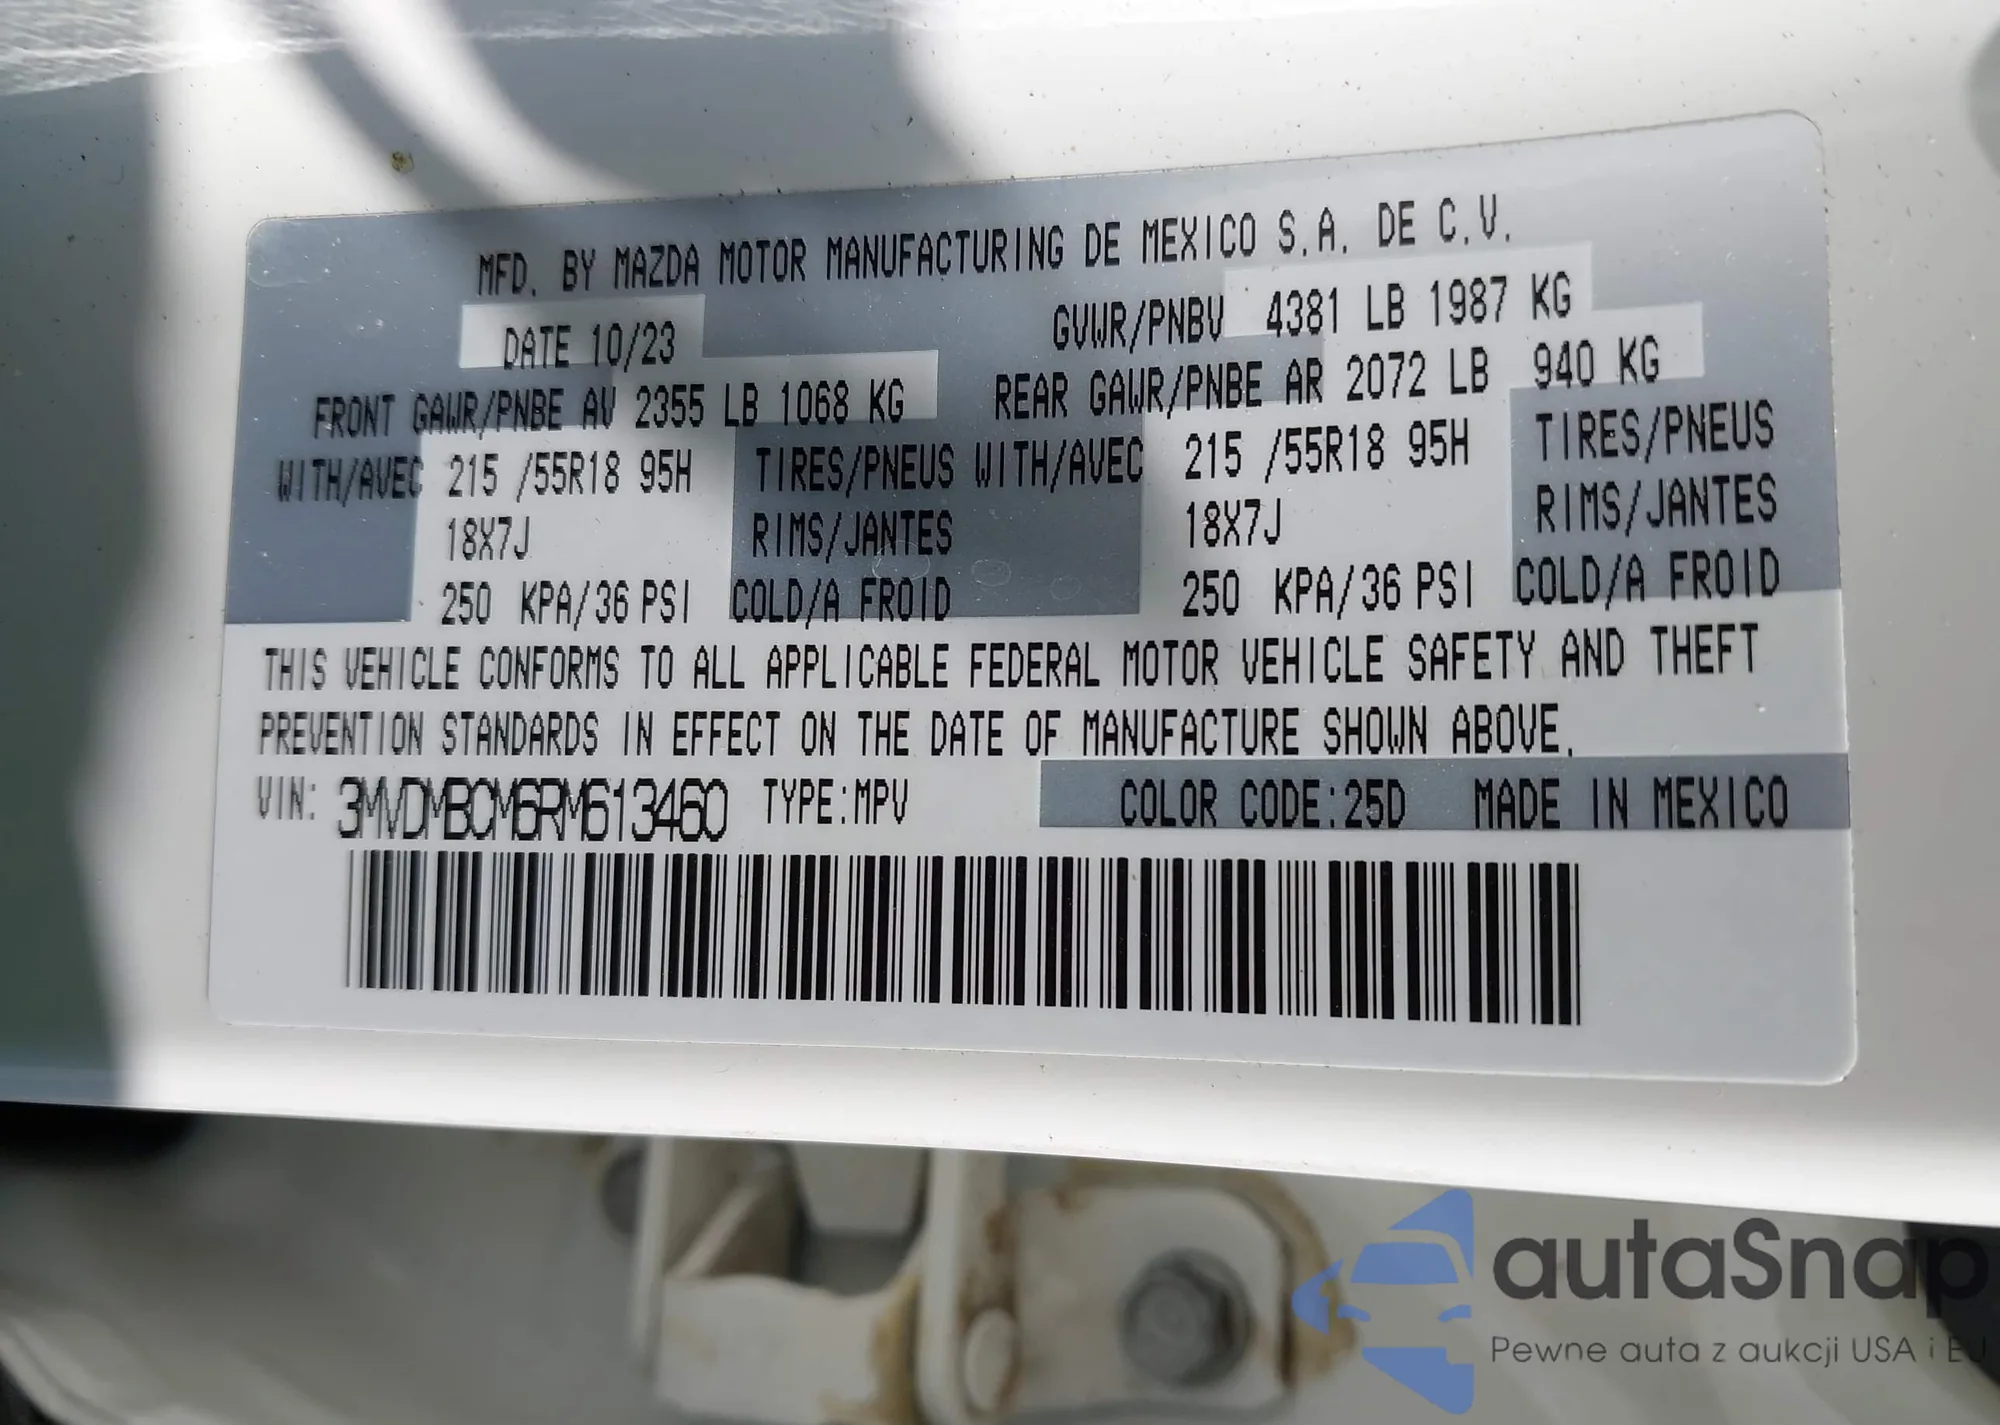 MFD. BY MAZDA MOTOR MANUFACTURING DE MEXICO S.A. DE C.V.
DATE 10/23 GVWR/PNBV 4381 LB 1987 KG
FRONT GAWR/PNBE AV 2355 LB 1068 KG REAR GAWR/PNBE AR 2072 LB 940 KG
WITH/AVEC 215 /55R18 95H TIRES/PNEUS WITH/AVEC 215 /55R18 95H TIRES/PNEUS
18X7J RIMS/JANTES 18X7J RIMS/JANTES
250 KPA/36 PSI COLD/A FROID 250 KPA/36 PSI COLD/A FROID
THIS VEHICLE CONFORMS TO ALL APPLICABLE FEDERAL MOTOR VEHICLE SAFETY AND THEFT
PREVENTION STANDARDS IN EFFECT ON THE DATE OF MANUFACTURE SHOWN ABOVE.
VIN: 3MVDMBCM6RM613460 TYPE:MPV COLOR CODE:25D MADE IN MEXICO
autaSnap
Pewne auta z aukcji USA i EU